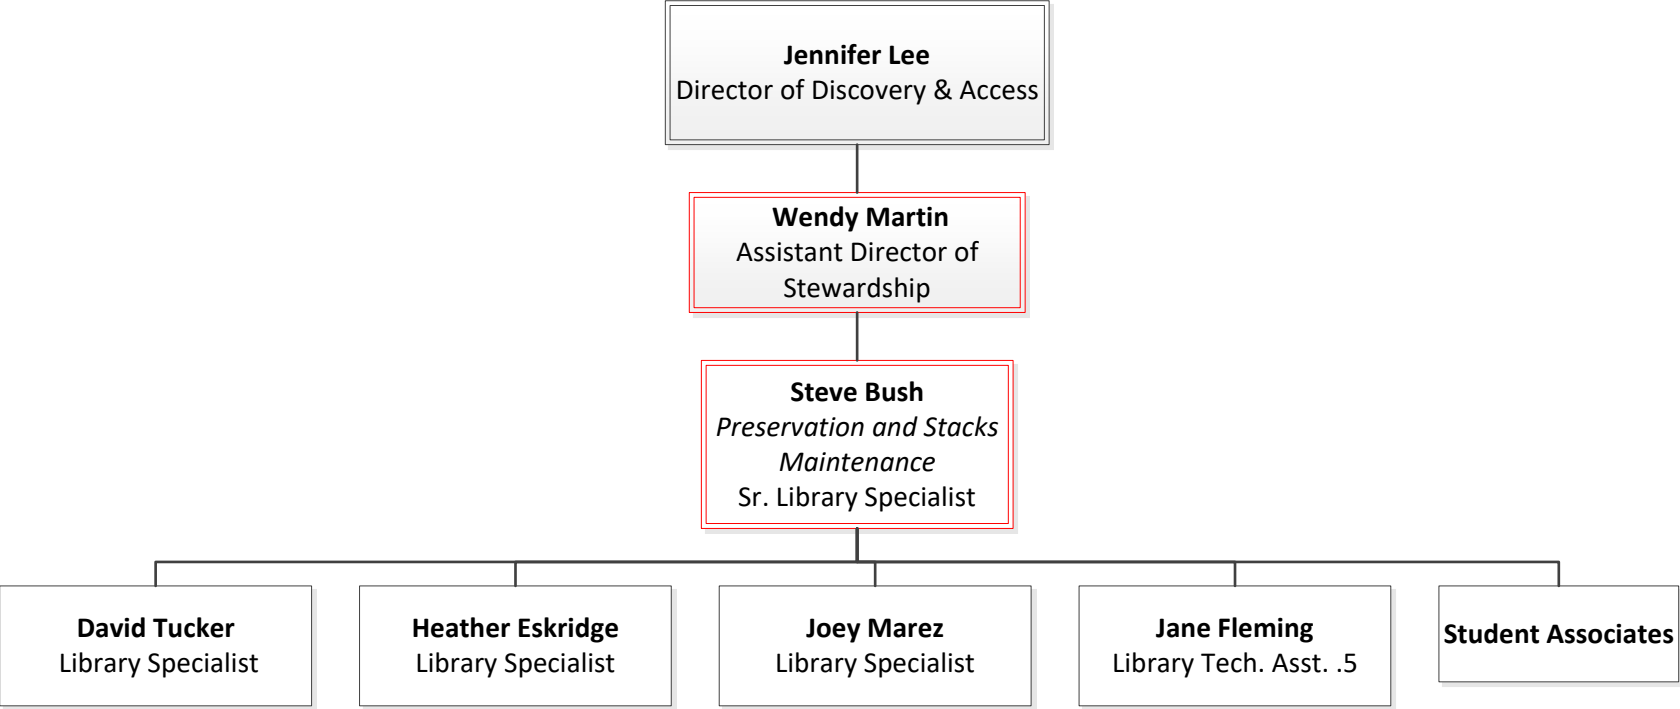 Jennifer Lee
Director of Discovery & Access
Wendy Martin
Assistant Director of
Stewardship
Steve Bush
Preservation and Stacks
Maintenance
Sr. Library Specialist
David Tucker
Library Specialist
Heather Eskridge
Library Specialist
Joey Marez
Library Specialist
Jane Fleming
Library Tech. Asst. .5
Student Associates